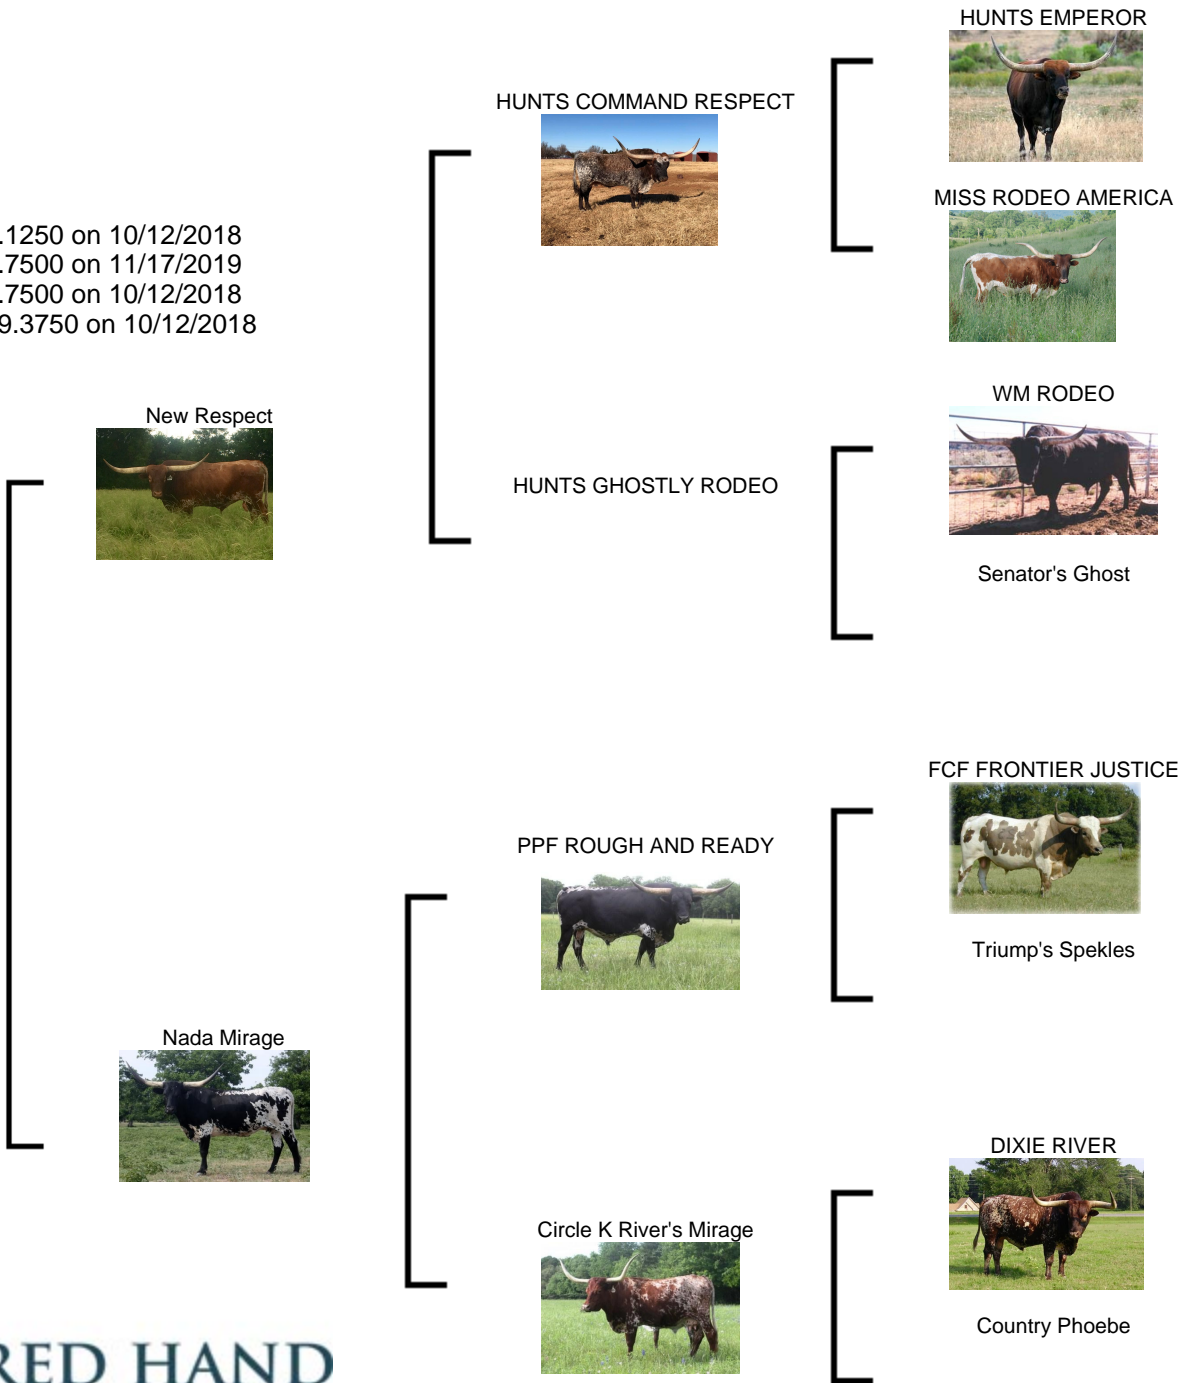 HUNTS EMPEROR
HUNTS COMMAND RESPECT
MISS RODEO AMERICA
.1250 on 10/12/2018
.7500 on 11/17/2019
.7500 on 10/12/2018
9.3750 on 10/12/2018
WM RODEO
New Respect
HUNTS GHOSTLY RODEO
Senator's Ghost
FCF FRONTIER JUSTICE
PPF ROUGH AND READY
Triump's Spekles
Nada Mirage
DIXIE RIVER
Circle K River's Mirage
Country Phoebe
RED HAND